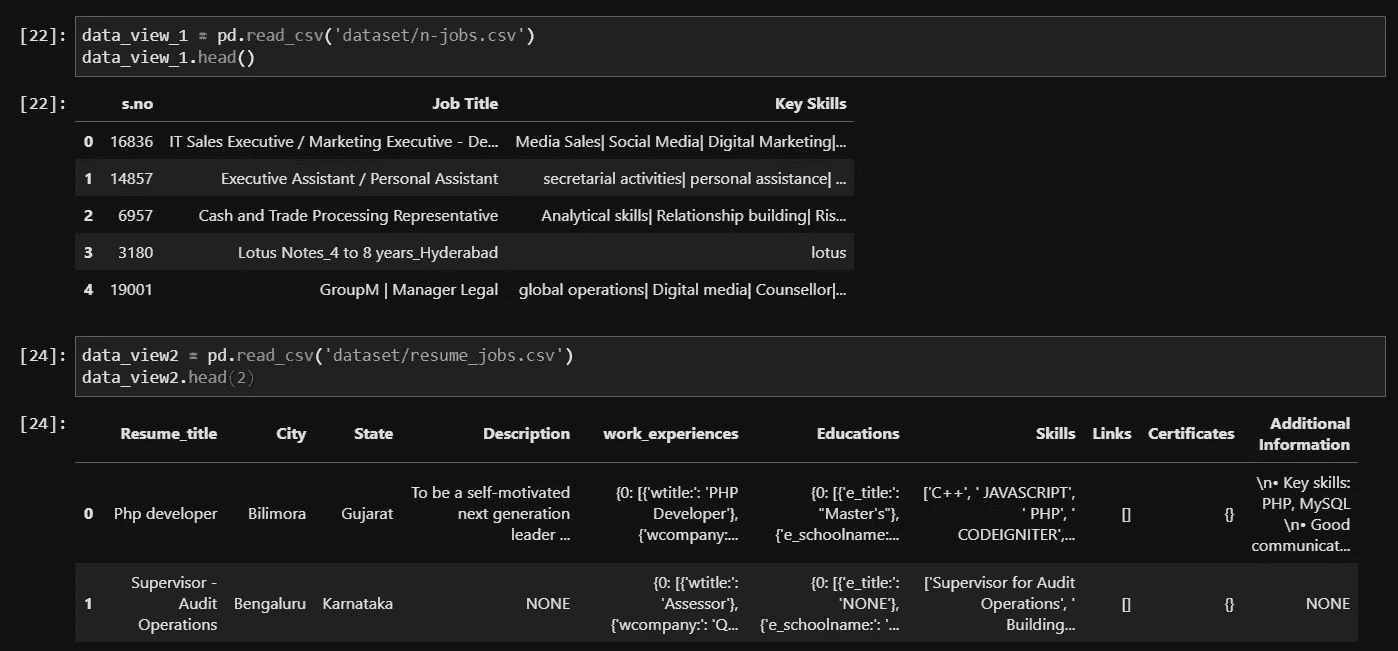 [22]: data_view_1 = pd.read_csv('dataset/n-jobs.csv')
data_view_1.head()
[22]: s.no Job Title Key Skills
0 16836 IT Sales Executive / Marketing Executive - De... Media Sales| Social Media| Digital Marketing|...
1 14857 Executive Assistant / Personal Assistant secretarial activities| personal assistance| ...
2 6957 Cash and Trade Processing Representative Analytical skills| Relationship building| Ris...
3 3180 Lotus Notes_4 to 8 years_Hyderabad lotus
4 19001 GroupM | Manager Legal global operations| Digital media| Counsellor|...
[24]: data_view2 = pd.read_csv('dataset/resume_jobs.csv')
data_view2.head(2)
[24]: Resume_title City State Description work_experiences Educations Skills Links Certificates Additional
Information
To be a self-motivated {0: [{'wtitle:': 'PHP {0: [{'e_title:': ['C++', ' JAVASCRIPT', \n• Key skills:
0 Php developer Bilimora Gujarat next generation Developer'}, "Master's"}, ' PHP', ' [] {} PHP, MySQL
leader ... {'wcompany:... {'e_schoolname:... CODEIGNITER',... \n• Good
communicat...
Supervisor - {0: [{'wtitle:': {0: [{'e_title:': ['Supervisor for Audit
1 Audit Bengaluru Karnataka NONE 'Assessor'}, 'NONE'}, Operations', ' [] {} NONE
Operations {'wcompany:': 'Q... {'e_schoolname:': '... Building...